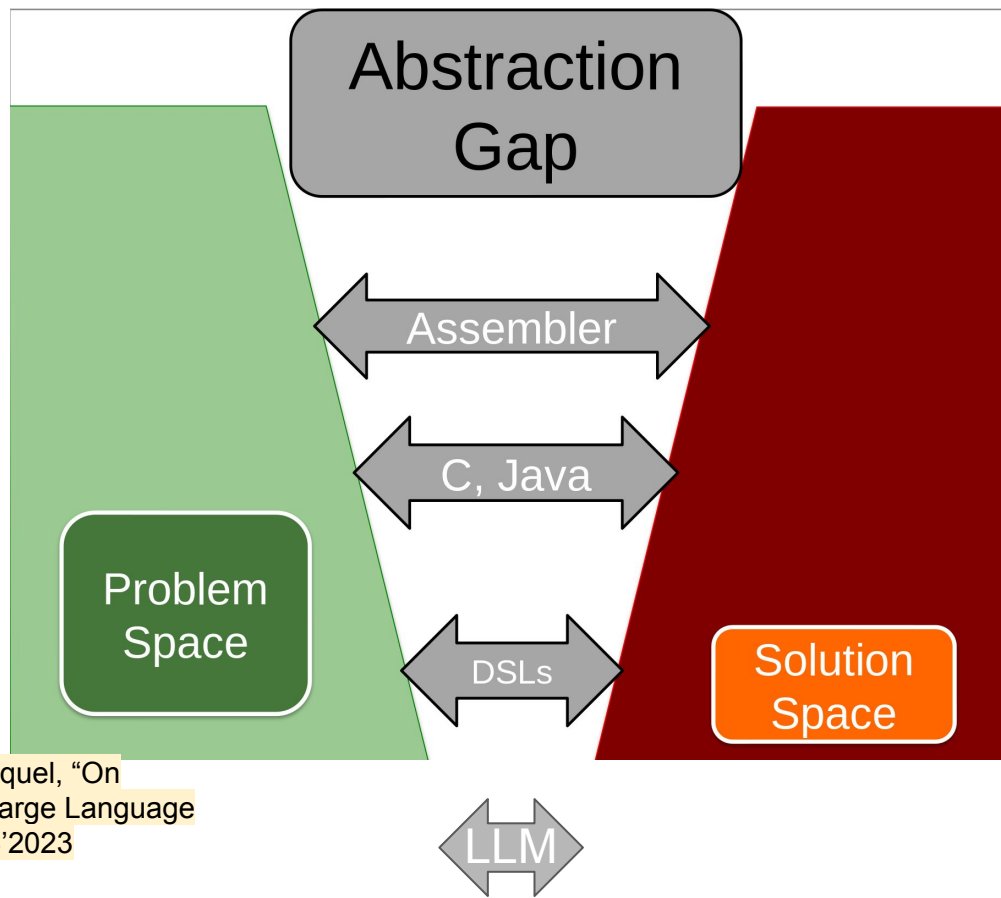 Abstraction
Gap
Assembler
C, Java
Problem
Space
DSLs
Solution
Space
quel, “On
arge Language
’2023
LLM